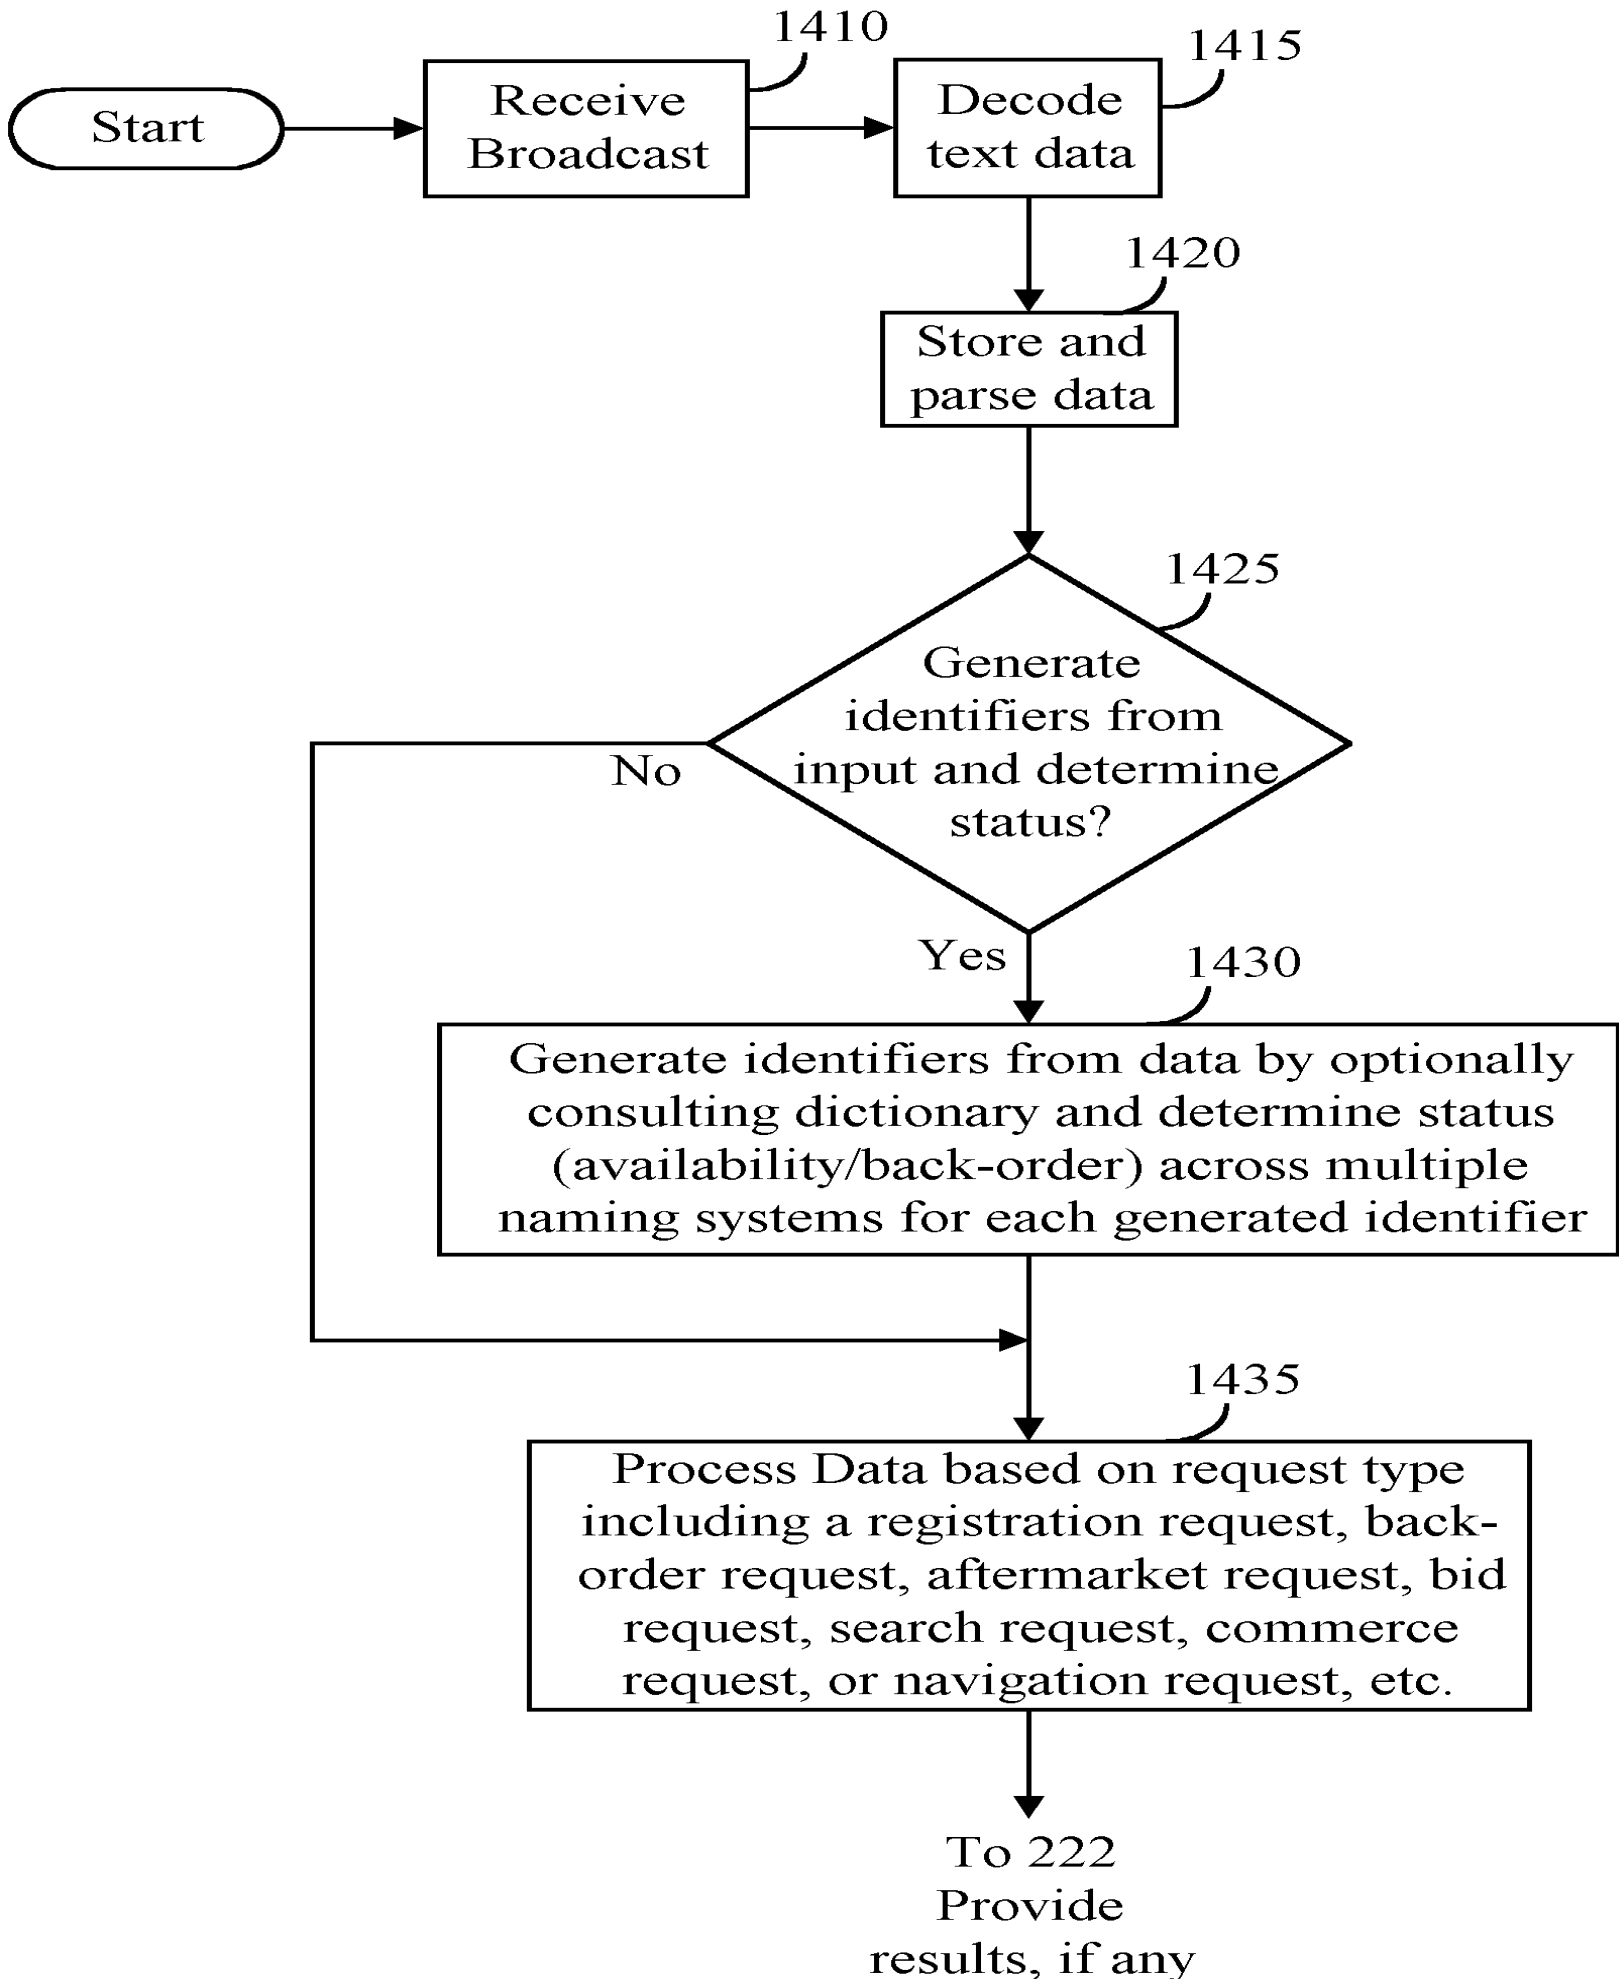 1410
1415
Start
Receive
Broadcast
Decode
text data
1420
Store and
parse data
1425
Generate
identifiers from
input and determine
status?
No
Yes
1430
Generate identifiers from data by optionally
consulting dictionary and determine status
(availability/back-order) across multiple
naming systems for each generated identifier
1435
Process Data based on request type
including a registration request, back-
order request, aftermarket request, bid
request, search request, commerce
request, or navigation request, etc.
To 222
Provide
results, if any